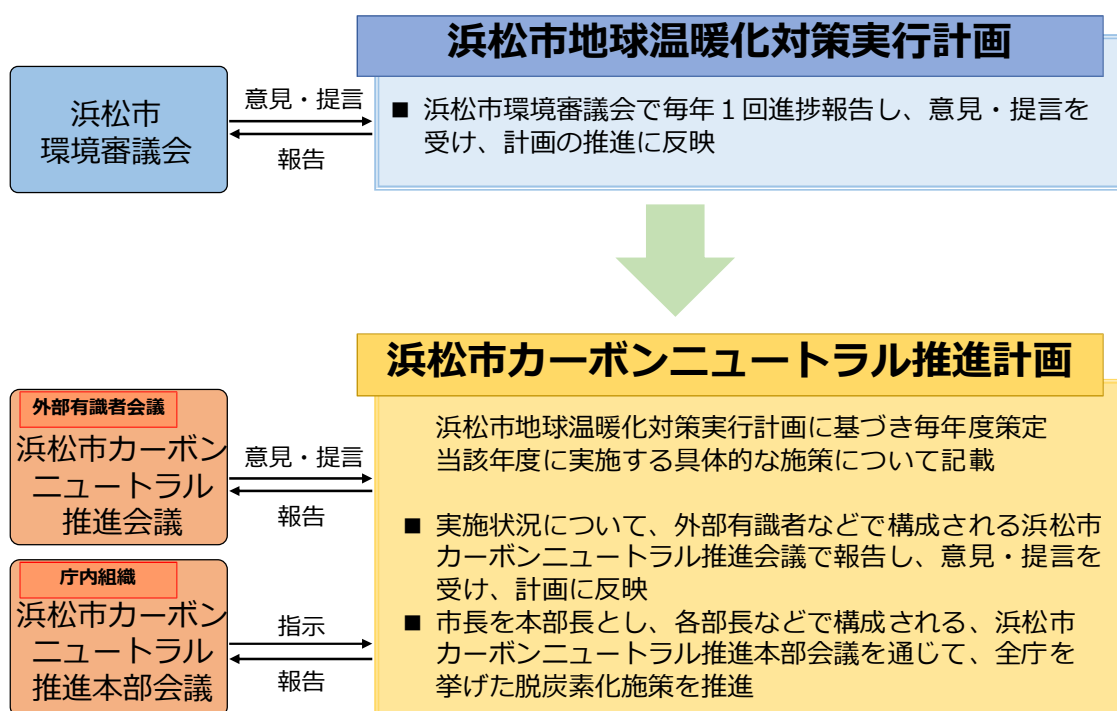 浜松市地球温暖化対策実行計画
浜松市
環境審議会
意見・提言
報告
■ 浜松市環境審議会で毎年１回進捗報告し、意見・提言を
受け、計画の推進に反映
浜松市カーボンニュートラル推進計画
外部有識者会議
浜松市カーボン
ニュートラル
推進会議
意見・提言
報告
浜松市地球温暖化対策実行計画に基づき毎年度策定
当該年度に実施する具体的な施策について記載
■ 実施状況について、外部有識者などで構成される浜松市
カーボンニュートラル推進会議で報告し、意見・提言を
受け、計画に反映
庁内組織
浜松市カーボン
ニュートラル
推進本部会議
指示
報告
■ 市長を本部長とし、各部長などで構成される、浜松市
カーボンニュートラル推進本部会議を通じて、全庁を
挙げた脱炭素化施策を推進